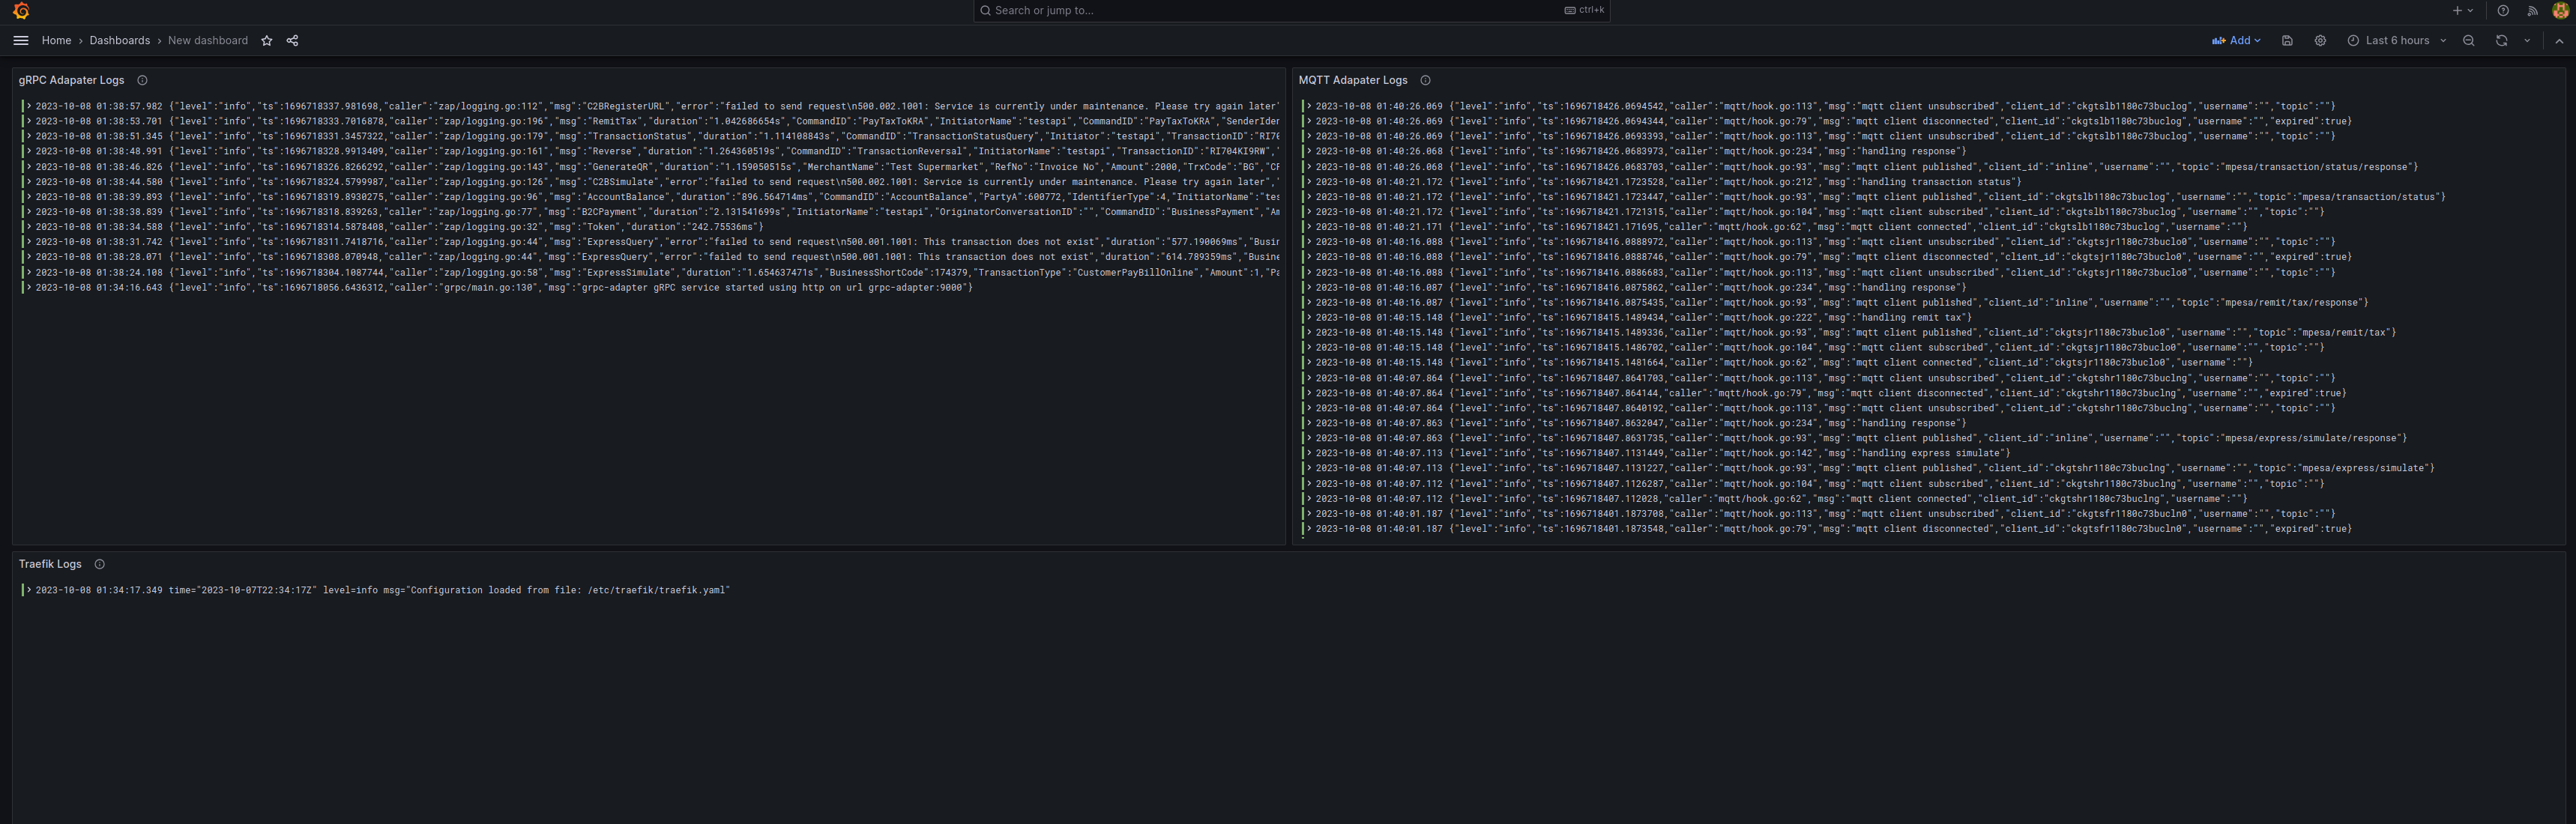 Search or jump to...
ctrl+k
Home › Dashboards › New dashboard
Add
Last 6 hours
gRPC Adapater Logs
2023-10-08 01:38:57.982 {"level":"info","ts":1696718337.981698,"caller":"zap/logging.go:112","msg":"C2BRegisterURL","error":"failed to send request\n500.002.1001: Service is currently under maintenance. Please try again later"
2023-10-08 01:38:53.701 {"level":"info","ts":1696718333.7016878,"caller":"zap/logging.go:196","msg":"RemitTax","duration":"1.042686654s","CommandID":"PayTaxToKRA","InitiatorName":"testapi","CommandID":"PayTaxToKRA","SenderIden
2023-10-08 01:38:51.345 {"level":"info","ts":1696718331.3457322,"caller":"zap/logging.go:179","msg":"TransactionStatus","duration":"1.114108843s","CommandID":"TransactionStatusQuery","Initiator":"testapi","TransactionID":"RI70
2023-10-08 01:38:48.991 {"level":"info","ts":1696718328.9913409,"caller":"zap/logging.go:161","msg":"Reverse","duration":"1.264360519s","CommandID":"TransactionReversal","InitiatorName":"testapi","TransactionID":"RI704KI9RW","
2023-10-08 01:38:46.826 {"level":"info","ts":1696718326.8266292,"caller":"zap/logging.go:143","msg":"GenerateQR","duration":"1.159050515s","MerchantName":"Test Supermarket","RefNo":"Invoice No","Amount":2000,"TrxCode":"BG","CP
2023-10-08 01:38:44.580 {"level":"info","ts":1696718324.5799987,"caller":"zap/logging.go:126","msg":"C2BSimulate","error":"failed to send request\n500.002.1001: Service is currently under maintenance. Please try again later","
2023-10-08 01:38:39.893 {"level":"info","ts":1696718319.8930275,"caller":"zap/logging.go:96","msg":"AccountBalance","duration":"896.564714ms","CommandID":"AccountBalance","PartyA":600772,"IdentifierType":4,"InitiatorName":"tes
2023-10-08 01:38:38.839 {"level":"info","ts":1696718318.839263,"caller":"zap/logging.go:77","msg":"B2CPayment","duration":"2.131541699s","InitiatorName":"testapi","OriginatorConversationID":"","CommandID":"BusinessPayment","Am
2023-10-08 01:38:34.588 {"level":"info","ts":1696718314.5878408,"caller":"zap/logging.go:32","msg":"Token","duration":"242.75536ms"}
2023-10-08 01:38:31.742 {"level":"info","ts":1696718311.7418716,"caller":"zap/logging.go:44","msg":"ExpressQuery","error":"failed to send request\n500.001.1001: This transaction does not exist","duration":"577.190069ms","Busin
2023-10-08 01:38:28.071 {"level":"info","ts":1696718308.070948,"caller":"zap/logging.go:44","msg":"ExpressQuery","error":"failed to send request\n500.001.1001: This transaction does not exist","duration":"614.789359ms","Busine
2023-10-08 01:38:24.108 {"level":"info","ts":1696718304.1087744,"caller":"zap/logging.go:58","msg":"ExpressSimulate","duration":"1.654637471s","BusinessShortCode":174379,"TransactionType":"CustomerPayBillOnline","Amount":1,"Pa
2023-10-08 01:34:16.643 {"level":"info","ts":1696718056.6436312,"caller":"grpc/main.go:130","msg":"grpc-adapter gRPC service started using http on url grpc-adapter:9000"}
MQTT Adapater Logs
2023-10-08 01:40:26.069 {"level":"info","ts":1696718426.0694542,"caller":"mqtt/hook.go:113","msg":"mqtt client unsubscribed","client_id":"ckgtslb1180c73buclog","username":"","topic":""}
2023-10-08 01:40:26.069 {"level":"info","ts":1696718426.0694344,"caller":"mqtt/hook.go:79","msg":"mqtt client disconnected","client_id":"ckgtslb1180c73buclog","username":"","expired":true}
2023-10-08 01:40:26.069 {"level":"info","ts":1696718426.0693393,"caller":"mqtt/hook.go:113","msg":"mqtt client unsubscribed","client_id":"ckgtslb1180c73buclog","username":"","topic":""}
2023-10-08 01:40:26.068 {"level":"info","ts":1696718426.0683973,"caller":"mqtt/hook.go:234","msg":"handling response"}
2023-10-08 01:40:26.068 {"level":"info","ts":1696718426.0683703,"caller":"mqtt/hook.go:93","msg":"mqtt client published","client_id":"inline","username":"","topic":"mpesa/transaction/status/response"}
2023-10-08 01:40:21.172 {"level":"info","ts":1696718421.1723528,"caller":"mqtt/hook.go:212","msg":"handling transaction status"}
2023-10-08 01:40:21.172 {"level":"info","ts":1696718421.1723447,"caller":"mqtt/hook.go:93","msg":"mqtt client published","client_id":"ckgtslb1180c73buclog","username":"","topic":"mpesa/transaction/status"}
2023-10-08 01:40:21.172 {"level":"info","ts":1696718421.1721315,"caller":"mqtt/hook.go:104","msg":"mqtt client subscribed","client_id":"ckgtslb1180c73buclog","username":"","topic":""}
2023-10-08 01:40:21.171 {"level":"info","ts":1696718421.171695,"caller":"mqtt/hook.go:62","msg":"mqtt client connected","client_id":"ckgtslb1180c73buclog","username":""}
2023-10-08 01:40:16.088 {"level":"info","ts":1696718416.0888972,"caller":"mqtt/hook.go:113","msg":"mqtt client unsubscribed","client_id":"ckgtsjr1180c73buclo0","username":"","topic":""}
2023-10-08 01:40:16.088 {"level":"info","ts":1696718416.0888746,"caller":"mqtt/hook.go:79","msg":"mqtt client disconnected","client_id":"ckgtsjr1180c73buclo0","username":"","expired":true}
2023-10-08 01:40:16.088 {"level":"info","ts":1696718416.0886683,"caller":"mqtt/hook.go:113","msg":"mqtt client unsubscribed","client_id":"ckgtsjr1180c73buclo0","username":"","topic":""}
2023-10-08 01:40:16.087 {"level":"info","ts":1696718416.0875862,"caller":"mqtt/hook.go:234","msg":"handling response"}
2023-10-08 01:40:16.087 {"level":"info","ts":1696718416.0875435,"caller":"mqtt/hook.go:93","msg":"mqtt client published","client_id":"inline","username":"","topic":"mpesa/remit/tax/response"}
2023-10-08 01:40:15.148 {"level":"info","ts":1696718415.1489434,"caller":"mqtt/hook.go:222","msg":"handling remit tax"}
2023-10-08 01:40:15.148 {"level":"info","ts":1696718415.1489336,"caller":"mqtt/hook.go:93","msg":"mqtt client published","client_id":"ckgtsjr1180c73buclo0","username":"","topic":"mpesa/remit/tax"}
2023-10-08 01:40:15.148 {"level":"info","ts":1696718415.1486702,"caller":"mqtt/hook.go:104","msg":"mqtt client subscribed","client_id":"ckgtsjr1180c73buclo0","username":"","topic":""}
2023-10-08 01:40:15.148 {"level":"info","ts":1696718415.1481664,"caller":"mqtt/hook.go:62","msg":"mqtt client connected","client_id":"ckgtsjr1180c73buclo0","username":""}
2023-10-08 01:40:07.864 {"level":"info","ts":1696718407.8641703,"caller":"mqtt/hook.go:113","msg":"mqtt client unsubscribed","client_id":"ckgtshr1180c73buclng","username":"","topic":""}
2023-10-08 01:40:07.864 {"level":"info","ts":1696718407.864144,"caller":"mqtt/hook.go:79","msg":"mqtt client disconnected","client_id":"ckgtshr1180c73buclng","username":"","expired":true}
2023-10-08 01:40:07.864 {"level":"info","ts":1696718407.8640192,"caller":"mqtt/hook.go:113","msg":"mqtt client unsubscribed","client_id":"ckgtshr1180c73buclng","username":"","topic":""}
2023-10-08 01:40:07.863 {"level":"info","ts":1696718407.8632047,"caller":"mqtt/hook.go:234","msg":"handling response"}
2023-10-08 01:40:07.863 {"level":"info","ts":1696718407.8631735,"caller":"mqtt/hook.go:93","msg":"mqtt client published","client_id":"inline","username":"","topic":"mpesa/express/simulate/response"}
2023-10-08 01:40:07.113 {"level":"info","ts":1696718407.1131449,"caller":"mqtt/hook.go:142","msg":"handling express simulate"}
2023-10-08 01:40:07.113 {"level":"info","ts":1696718407.1131227,"caller":"mqtt/hook.go:93","msg":"mqtt client published","client_id":"ckgtshr1180c73buclng","username":"","topic":"mpesa/express/simulate"}
2023-10-08 01:40:07.112 {"level":"info","ts":1696718407.1126287,"caller":"mqtt/hook.go:104","msg":"mqtt client subscribed","client_id":"ckgtshr1180c73buclng","username":"","topic":""}
2023-10-08 01:40:07.112 {"level":"info","ts":1696718407.112028,"caller":"mqtt/hook.go:62","msg":"mqtt client connected","client_id":"ckgtshr1180c73buclng","username":""}
2023-10-08 01:40:01.187 {"level":"info","ts":1696718401.1873708,"caller":"mqtt/hook.go:113","msg":"mqtt client unsubscribed","client_id":"ckgtsfr1180c73bucln0","username":"","topic":""}
2023-10-08 01:40:01.187 {"level":"info","ts":1696718401.1873548,"caller":"mqtt/hook.go:79","msg":"mqtt client disconnected","client_id":"ckgtsfr1180c73bucln0","username":"","expired":true}
Traefik Logs
2023-10-08 01:34:17.349 time="2023-10-07T22:34:17Z" level=info msg="Configuration loaded from file: /etc/traefik/traefik.yaml"